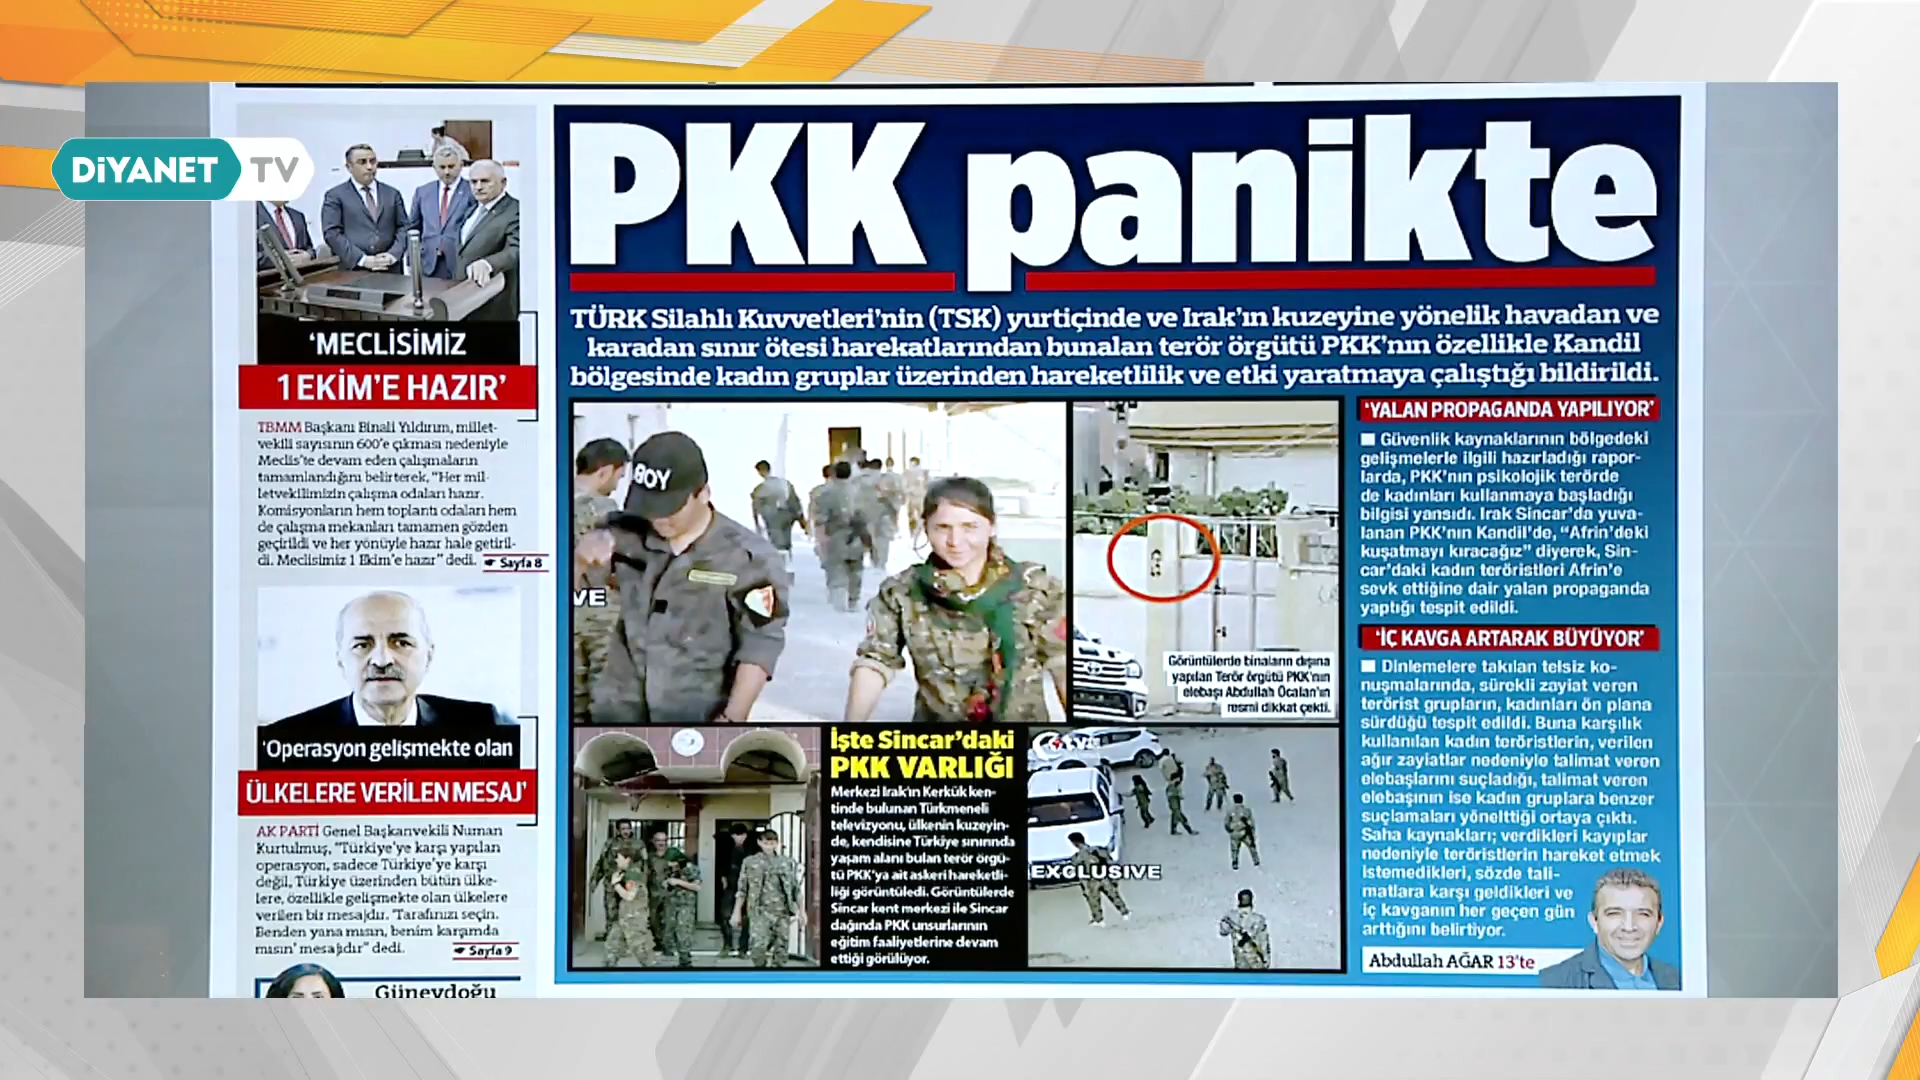 DiYANET TV
'MECLİSİMİZ
1 EKİM'E HAZIR'
TBMM Başkanı Binali Yıldırım, millet-
vekili sayısının 600'e çıkması nedeniyle
Meclis'te devam eden çalışmaların
tamamlandığını belirterek, "Her mil-
letvekilimizin çalışma odaları hazır.
Komisyonların hem toplantı odaları hem
de çalışma mekanları tamamen gözden
geçirildi ve her yönüyle hazır hale getiril-
di. Meclisimiz 1 Ekim'e hazır" dedi.
Sayfa 8
'Operasyon gelişmekte olan
ÜLKELERE VERİLEN MESAJ'
AK PARTİ Genel Başkanvekili Numan
Kurtulmuş, "Türkiye'ye karşı yapılan
operasyon, sadece Türkiye'ye karşı
değil, Türkiye üzerinden bütün ülke-
lere, özellikle gelişmekte olan ülkelere
verilen bir mesajdır. 'Tarafınızı seçin.
Benden yana mısın, benim karşımda
mısın' mesajıdır" dedi.
Sayfa 9
Güneydoğu
PKK panikte
TÜRK Silahlı Kuvvetleri'nin (TSK) yurtiçinde ve Irak'ın kuzeyine yönelik havadan ve
karadan sınır ötesi harekatlarından bunalan terör örgütü PKK'nın özellikle Kandil
bölgesinde kadın gruplar üzerinden hareketlilik ve etki yaratmaya çalıştığı bildirildi.
BOY
VE
Görüntülerde binaların dışına
yapılan Terör örgütü PKK'nın
elebaşı Abdullah Öcalan'ın
resmi dikkat çekti.
İşte Sincar'daki
PKK VARLIĞI
Merkezi Irak'ın Kerkük ken-
tinde bulunan Türkmeneli
televizyonu, ülkenin kuzeyin-
de, kendisine Türkiye sınırında
yaşam alanı bulan terör örgü-
tü PKK'ya ait askeri hareketli-
liği görüntüledi. Görüntülerde
Sincar kent merkezi ile Sincar
dağında PKK unsurlarının
eğitim faaliyetlerine devam
ettiği görülüyor.
tv
EXCLUSIVE
'YALAN PROPAGANDA YAPILIYOR'
Güvenlik kaynaklarının bölgedeki
gelişmelerle ilgili hazırladığı rapor-
larda, PKK'nın psikolojik terörde
de kadınları kullanmaya başladığı
bilgisi yansıdı. Irak Sincar'da yuva-
lanan PKK'nın Kandil'de, "Afrin'deki
kuşatmayı kıracağız" diyerek, Sin-
car'daki kadın teröristleri Afrin'e
sevk ettiğine dair yalan propaganda
yaptığı tespit edildi.
'İÇ KAVGA ARTARAK BÜYÜYOR'
Dinlemelere takılan telsiz ko-
nuşmalarında, sürekli zayiat veren
terörist grupların, kadınları ön plana
sürdüğü tespit edildi. Buna karşılık
kullanılan kadın teröristlerin, verilen
ağır zayiatlar nedeniyle talimat veren
elebaşlarını suçladığı, talimat veren
elebaşının ise kadın gruplara benzer
suçlamaları yönelttiği ortaya çıktı.
Saha kaynakları; verdikleri kayıplar
nedeniyle teröristlerin hareket etmek
istemedikleri, sözde tali-
matlara karşı geldikleri ve
iç kavganın her geçen gün
arttığını belirtiyor.
Abdullah AĞAR 13'te